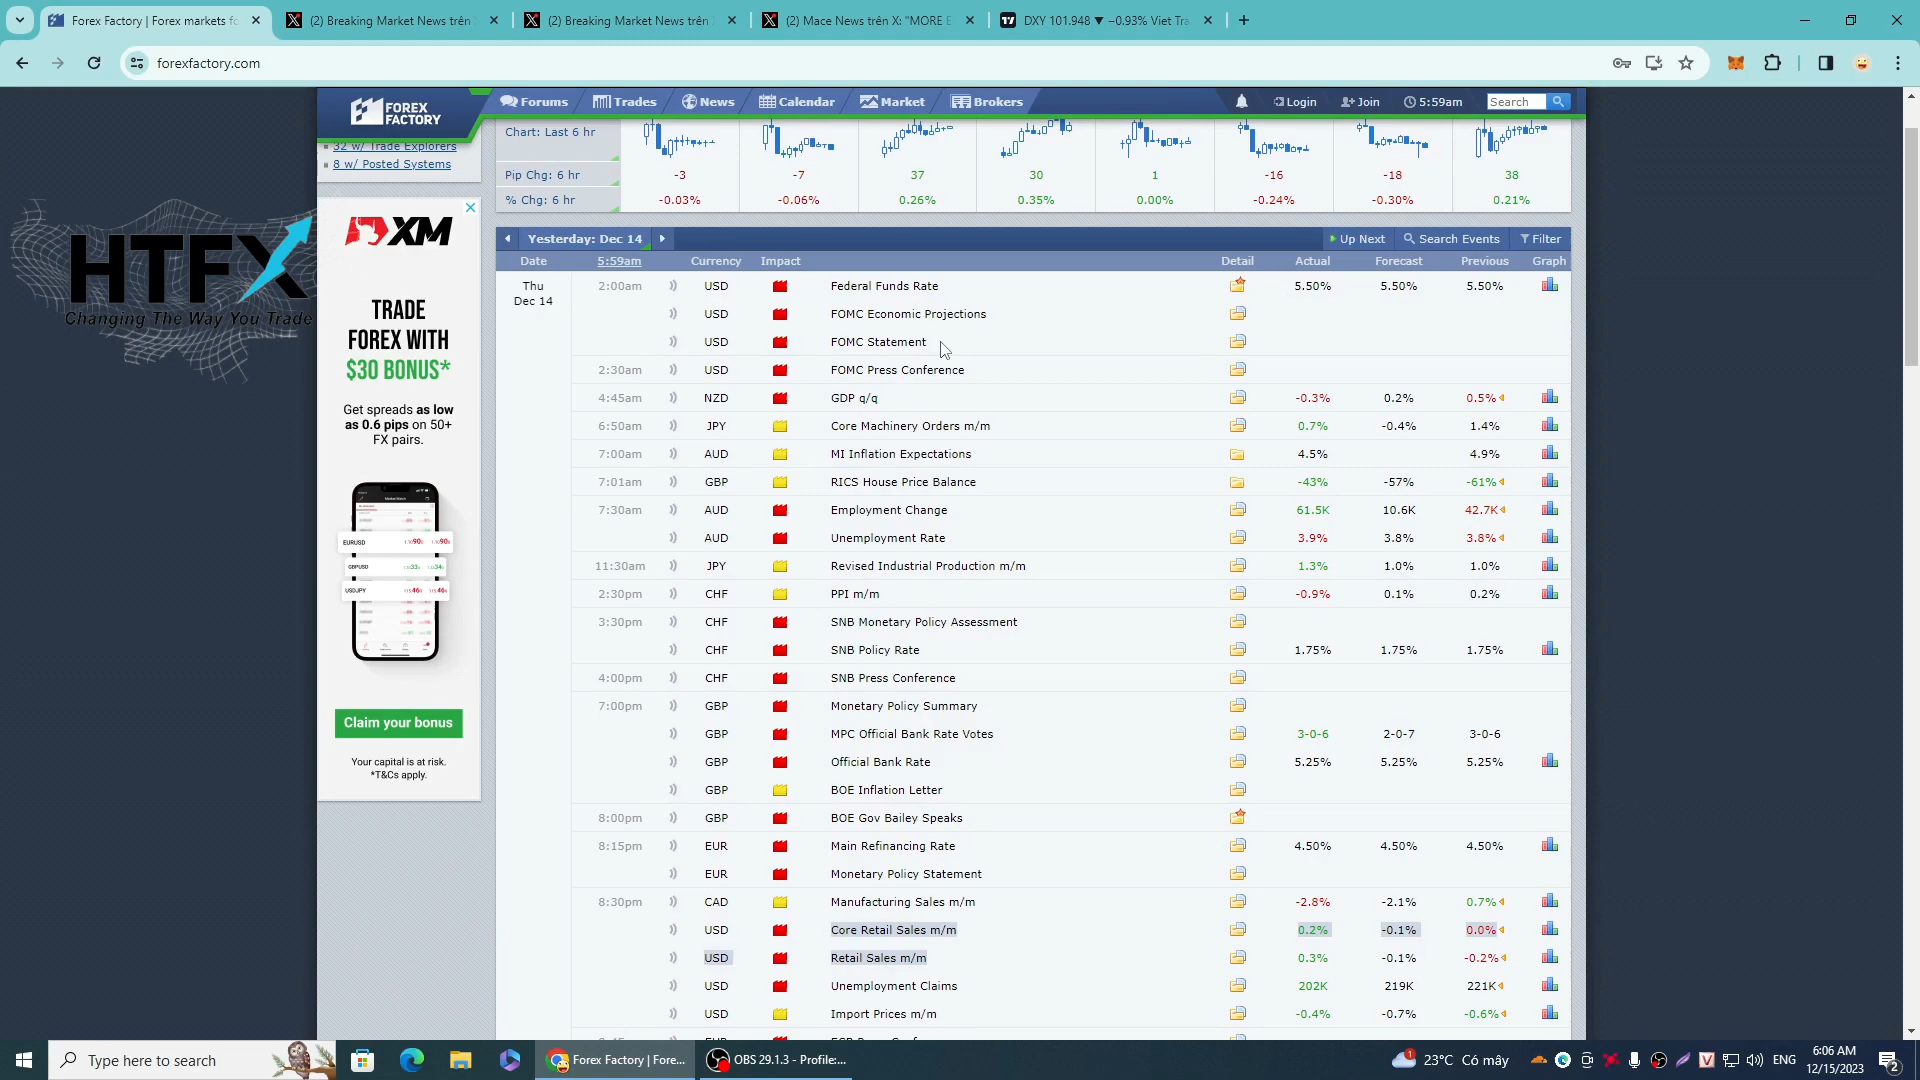 Forex Factory | Forex markets fo
(2) Breaking Market News trên
(2) Breaking Market News trên
(2) Mace News trên X: "MORE E
DXY 101.948 ▼ −0.93% Viet Tra
forexfactory.com
FOREX FACTORY
Forums Trades News Calendar Market Brokers
Login Join 5:59am Search
32 w/ Trade Explorers
8 w/ Posted Systems
Chart: Last 6 hr
Pip Chg: 6 hr -3 -7 37 30 1 -16 -18 38
% Chg: 6 hr -0.03% -0.06% 0.26% 0.35% 0.00% -0.24% -0.30% 0.21%
HTFX
Changing The Way You Trade
XM
TRADE
FOREX WITH
$30 BONUS*
Get spreads as low
as 0.6 pips on 50+
FX pairs.
EURUSD
GBPUSD
USDJPY
Claim your bonus
Your capital is at risk.
*T&Cs apply.
Yesterday: Dec 14 Up Next Search Events Filter
Date 5:59am Currency Impact Detail Actual Forecast Previous Graph
Thu
Dec 14
2:00am USD Federal Funds Rate 5.50% 5.50% 5.50%
USD FOMC Economic Projections
USD FOMC Statement
2:30am USD FOMC Press Conference
4:45am NZD GDP q/q -0.3% 0.2% 0.5%
6:50am JPY Core Machinery Orders m/m 0.7% -0.4% 1.4%
7:00am AUD MI Inflation Expectations 4.5% 4.9%
7:01am GBP RICS House Price Balance -43% -57% -61%
7:30am AUD Employment Change 61.5K 10.6K 42.7K
AUD Unemployment Rate 3.9% 3.8% 3.8%
11:30am JPY Revised Industrial Production m/m 1.3% 1.0% 1.0%
2:30pm CHF PPI m/m -0.9% 0.1% 0.2%
3:30pm CHF SNB Monetary Policy Assessment
CHF SNB Policy Rate 1.75% 1.75% 1.75%
4:00pm CHF SNB Press Conference
7:00pm GBP Monetary Policy Summary
GBP MPC Official Bank Rate Votes 3-0-6 2-0-7 3-0-6
GBP Official Bank Rate 5.25% 5.25% 5.25%
GBP BOE Inflation Letter
8:00pm GBP BOE Gov Bailey Speaks
8:15pm EUR Main Refinancing Rate 4.50% 4.50% 4.50%
EUR Monetary Policy Statement
8:30pm CAD Manufacturing Sales m/m -2.8% -2.1% 0.7%
USD Core Retail Sales m/m 0.2% -0.1% 0.0%
USD Retail Sales m/m 0.3% -0.1% -0.2%
USD Unemployment Claims 202K 219K 221K
USD Import Prices m/m -0.4% -0.7% -0.6%
Type here to search
Forex Factory | Fore...
OBS 29.1.3 - Profile:...
1
23°C Có mây
ENG
6:06 AM
12/15/2023
2